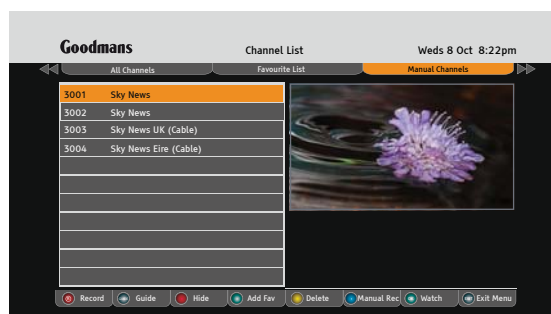 Goodmans Channel List Weds 8 Oct 8:22pm
All Channels Favourite List Manual Channels
3001 Sky News
3002 Sky News
3003 Sky News UK (Cable)
3004 Sky News Eire (Cable)
Record Guide Hide Add Fav Delete Manual Rec Watch Exit Menu